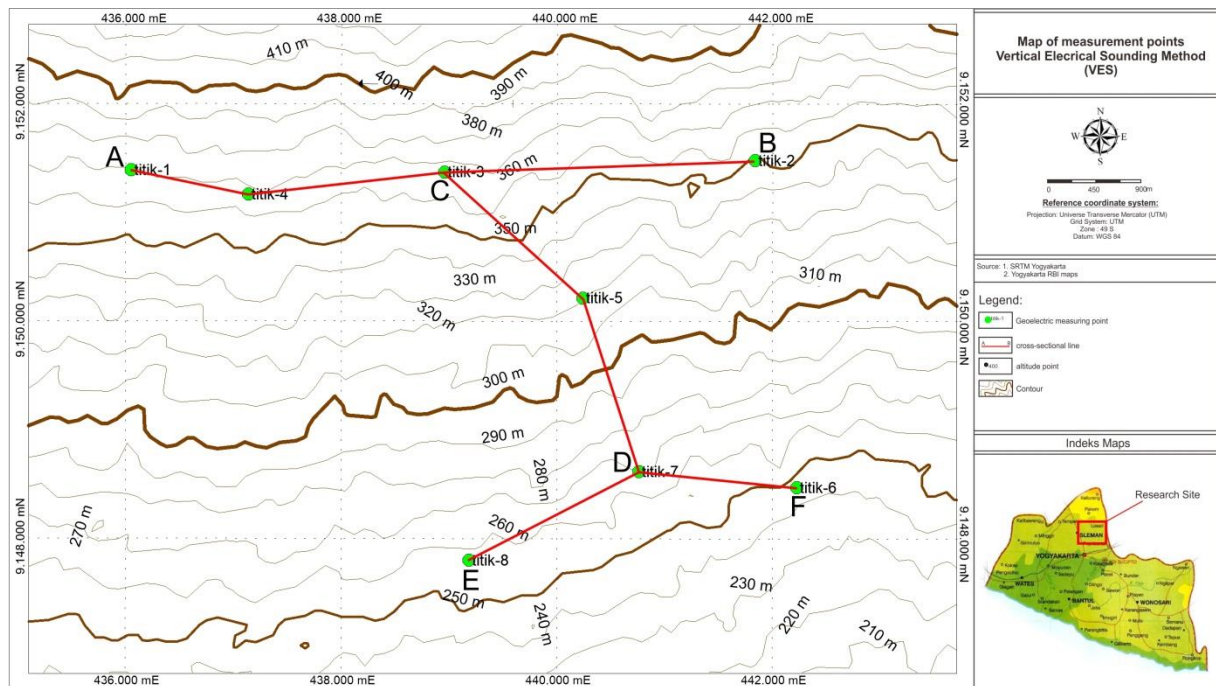 436.000 mE
438.000 mE
440.000 mE
442.000 mE
9.152.000 mN
9.152.000 mN
410 m
400 m
390 m
380 m
A
titik-1
titik-4
titik-3
C
360 m
B
titik-2
350 m
330 m
320 m
310 m
titik-5
9.150.000 mN
9.150.000 mN
300 m
290 m
280 m
D
titik-7
titik-6
F
270 m
260 m
9.148.000 mN
9.148.000 mN
titik-8
E
250 m
240 m
230 m
220 m
210 m
436.000 mE
438.000 mE
440.000 mE
442.000 mE
Map of measurement points
Vertical Elecrical Sounding Method
(VES)
N
W E
S
0 450 900m
Reference coordinate system:
Projection: Universe Transverse Mercator (UTM)
Grid System: UTM
Zone : 49 S
Datum: WGS 84
Source: 1. SRTM Yogyakarta
2. Yogyakarta RBI maps
Legend:
Geoelectric measuring point
cross-sectional line
400
altitude point
Contour
Indeks Maps
Research Site
SLEMAN
YOGYAKARTA
WATES
BANTUL
WONOSARI